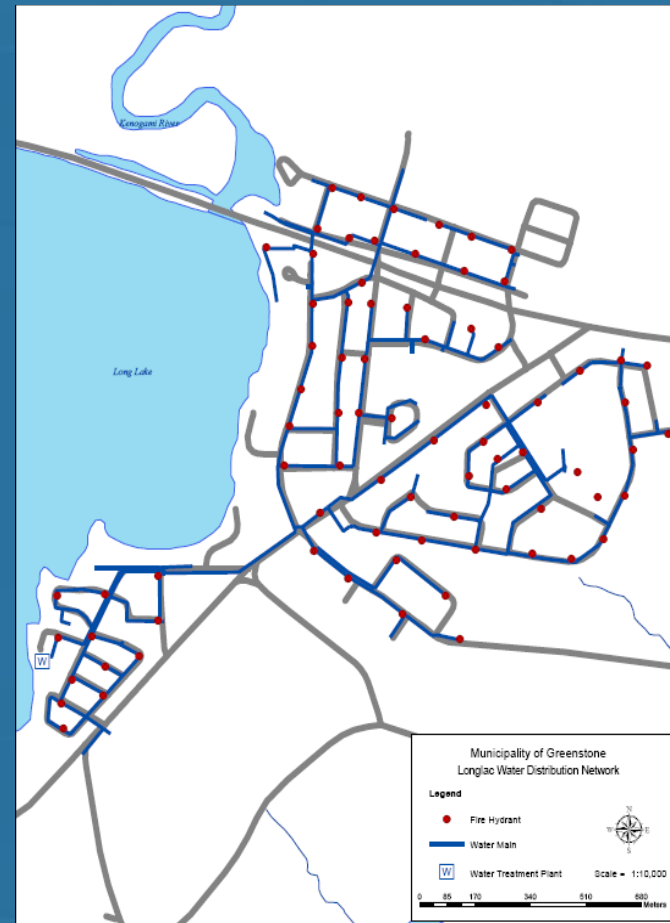 Kenogami River
Long Lake
W
Municipality of Greenstone
Longlac Water Distribution Network
Legend
Fire Hydrant
Water Main
W Water Treatment Plant
N
W E
S
Scale = 1:10,000
0 85 170 340 510 680
Meters